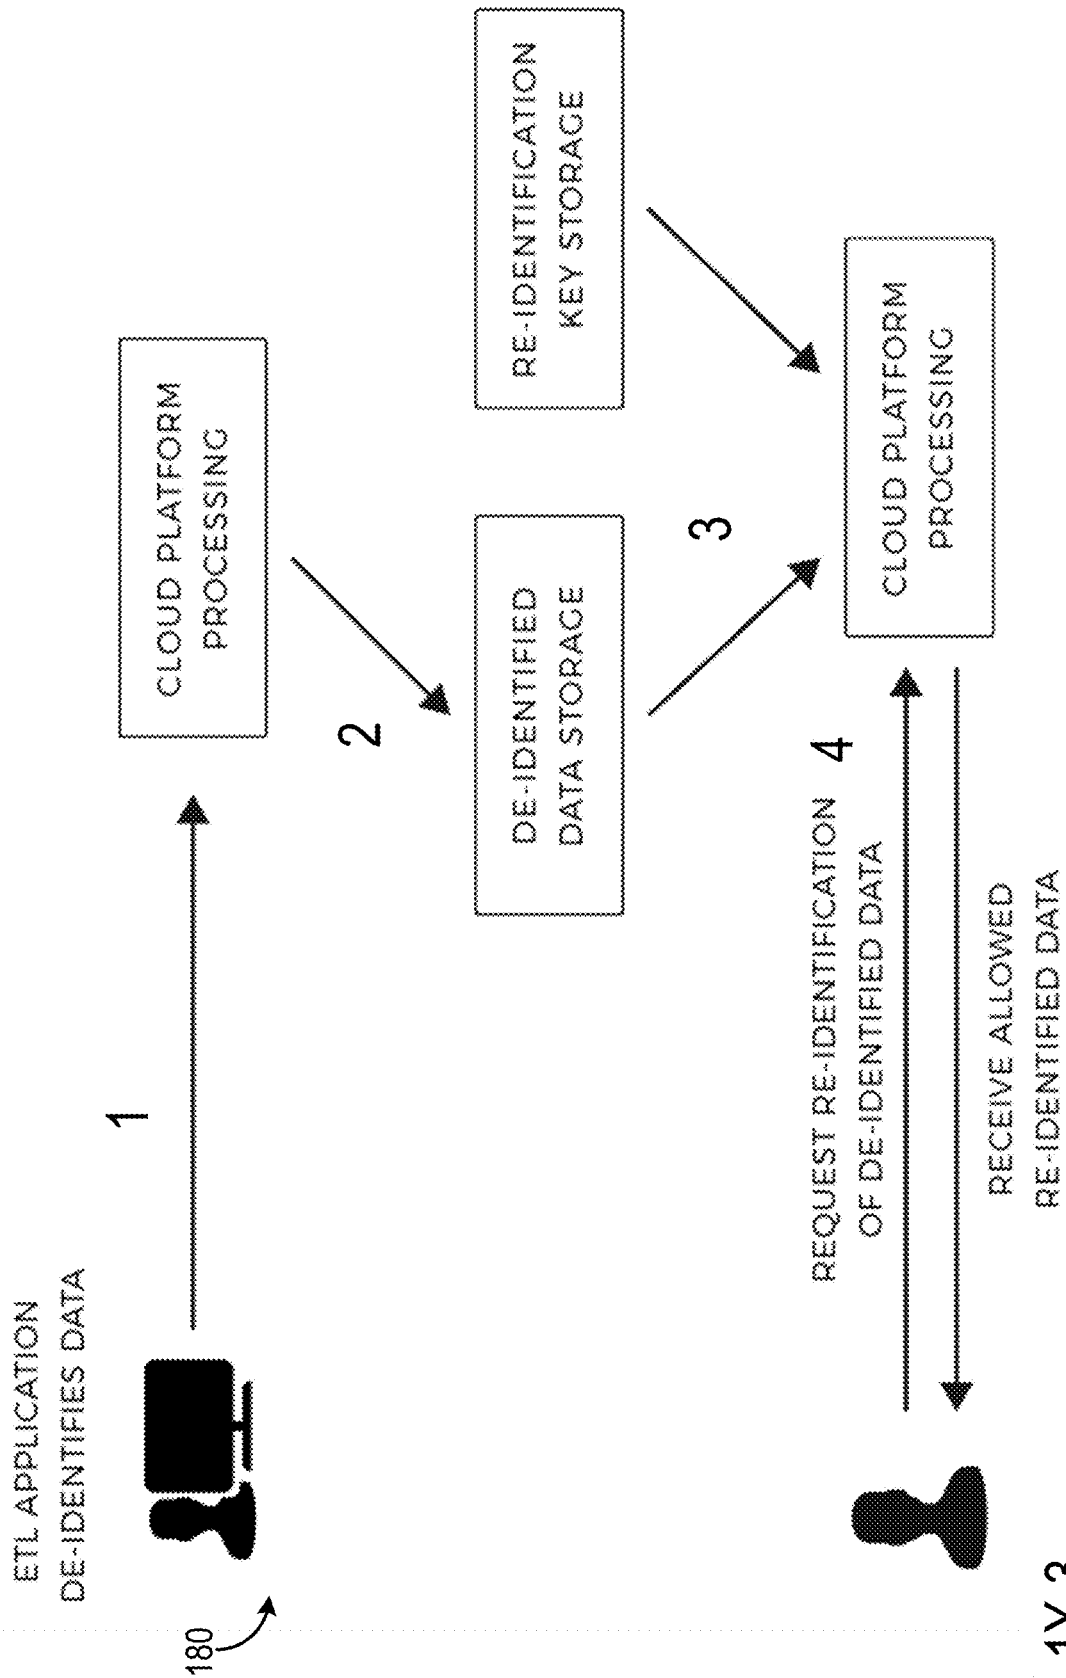 ETL APPLICATION
DE-IDENTIFIES DATA
180
1
CLOUD PLATFORM
PROCESSING
2
DE-IDENTIFIED
DATA STORAGE
RE-IDENTIFICATION
KEY STORAGE
3
REQUEST RE-IDENTIFICATION
OF DE-IDENTIFIED DATA
4
CLOUD PLATFORM
PROCESSING
RECEIVE ALLOWED
RE-IDENTIFIED DATA